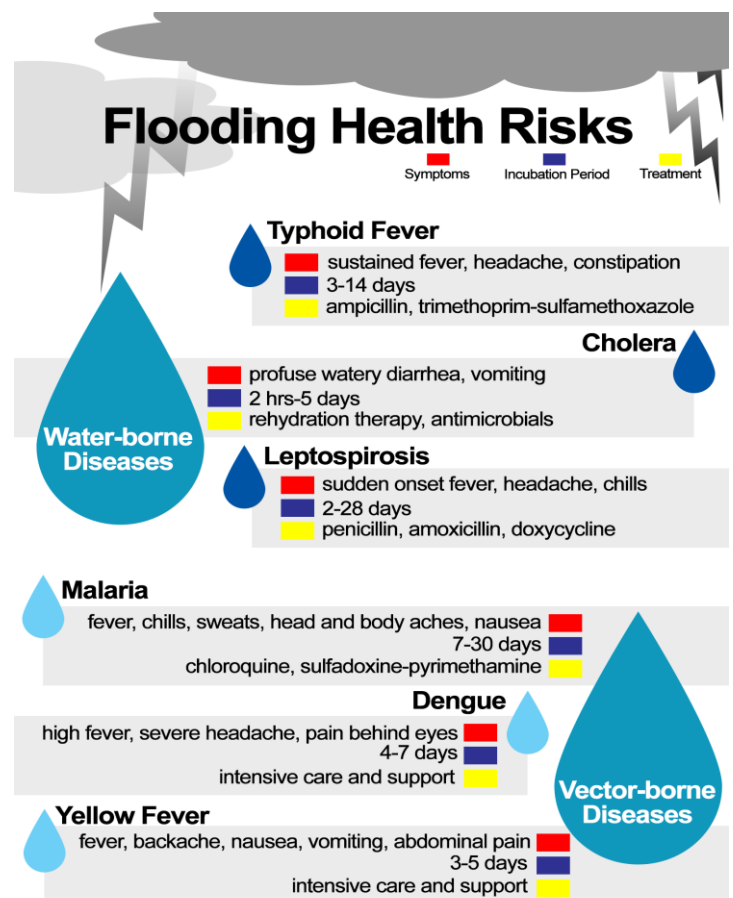 Flooding Health Risks
Symptoms
Incubation Period
Treatment
Typhoid Fever
sustained fever, headache, constipation
3-14 days
ampicillin, trimethoprim-sulfamethoxazole
Cholera
profuse watery diarrhea, vomiting
2 hrs-5 days
rehydration therapy, antimicrobials
Water-borne
Diseases
Leptospirosis
sudden onset fever, headache, chills
2-28 days
penicillin, amoxicillin, doxycycline
Malaria
fever, chills, sweats, head and body aches, nausea
7-30 days
chloroquine, sulfadoxine-pyrimethamine
Dengue
high fever, severe headache, pain behind eyes
4-7 days
intensive care and support
Vector-borne
Diseases
Yellow Fever
fever, backache, nausea, vomiting, abdominal pain
3-5 days
intensive care and support